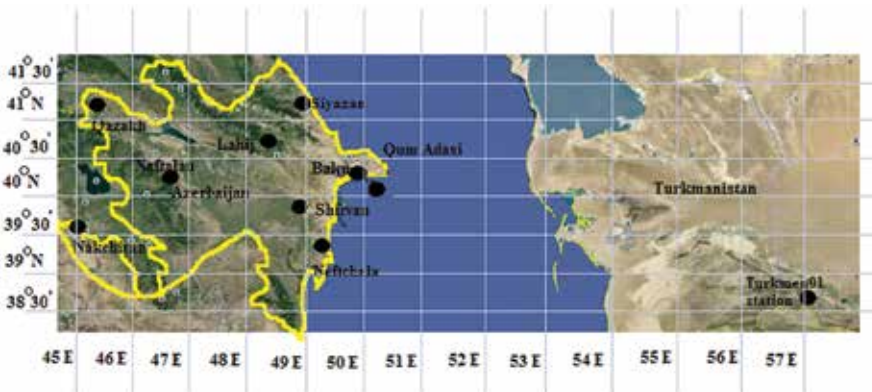 41°30'
41°N
Siyazan
Qazakh
Lahij
Qum Adasi
40°30'
Baku
Naftalan
40°N
Azerbaijan
Turkmanistan
Shirvan
39°30'
Nakchivan
39°N
Neftchala
Turkmen01
station
38°30'
45 E 46 E 47 E 48 E 49 E 50 E 51 E 52 E 53 E 54 E 55 E 56 E 57 E